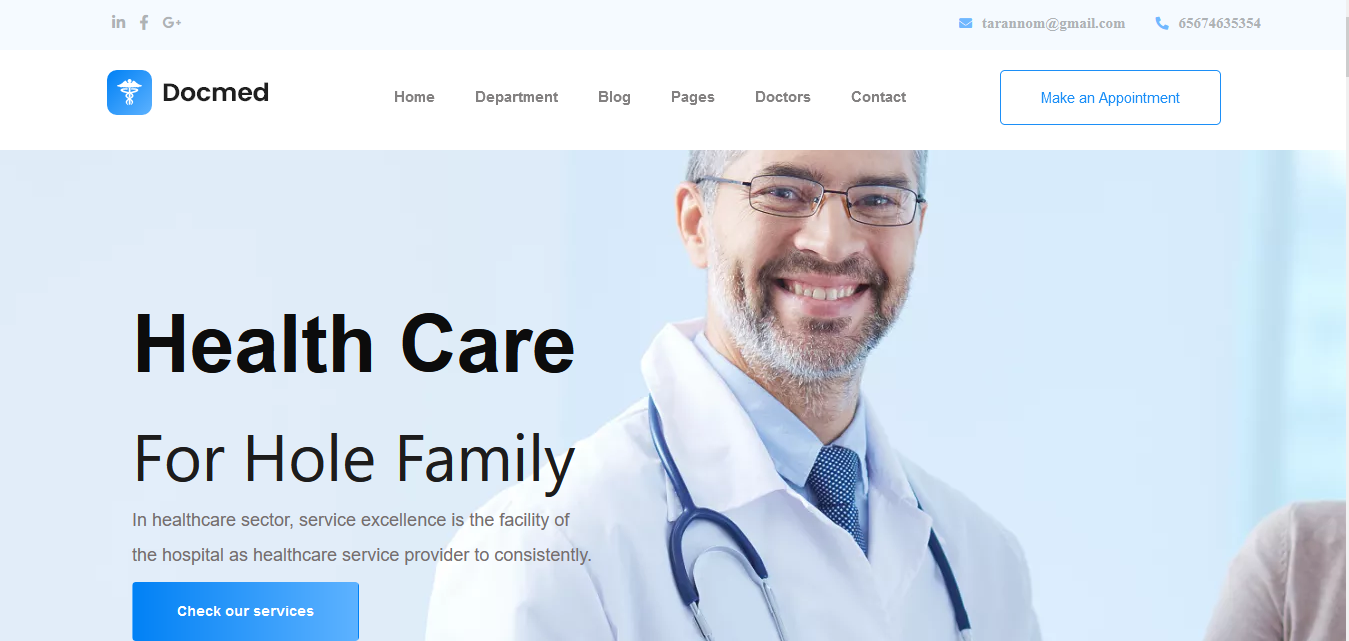 in f G+ tarannom@gmail.com 65674635354
Docmed Home Department Blog Pages Doctors Contact Make an Appointment
Health Care
For Hole Family
In healthcare sector, service excellence is the facility of
the hospital as healthcare service provider to consistently.
Check our services